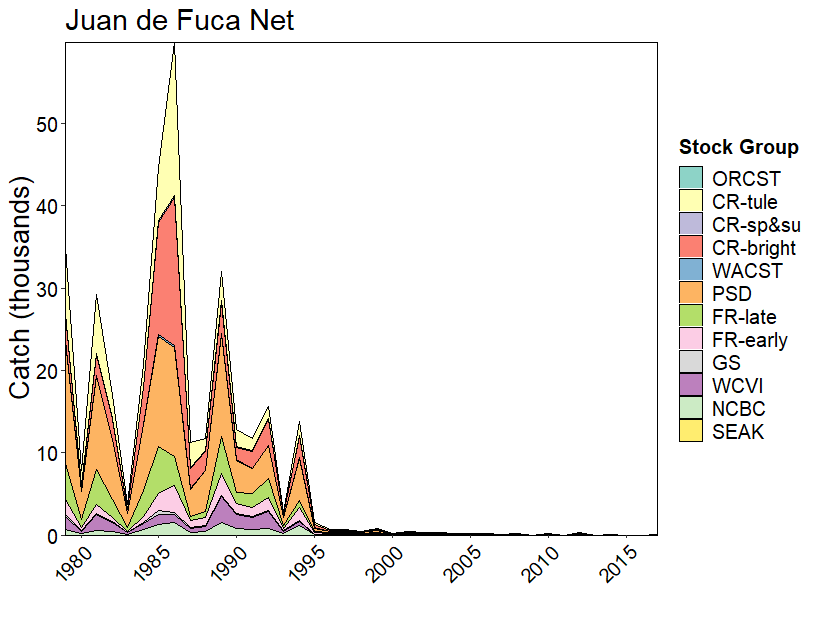 Juan de Fuca Net
Catch (thousands)
50
40
30
20
10
0
1980
1985
1990
1995
2000
2005
2010
2015
Stock Group
ORCST
CR-tule
CR-sp&su
CR-bright
WACST
PSD
FR-late
FR-early
GS
WCVI
NCBC
SEAK